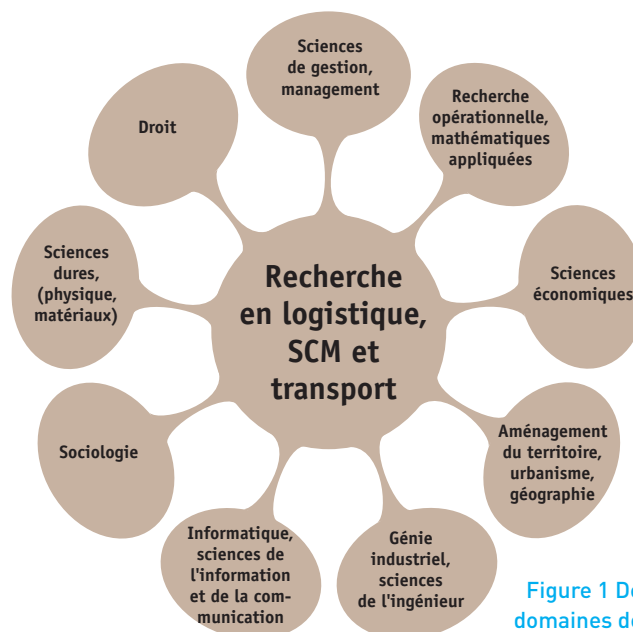 Sciences
de gestion,
management
Recherche
opérationnelle,
mathématiques
appliquées
Droit
Sciences
dures,
(physique,
matériaux)
Recherche
en logistique,
SCM et
transport
Sciences
économiques
Sociologie
Aménagement
du territoire,
urbanisme,
géographie
Informatique,
sciences de
l'information
et de la com-
munication
Génie
industriel,
sciences
de l'ingénieur
Figure 1
domaines